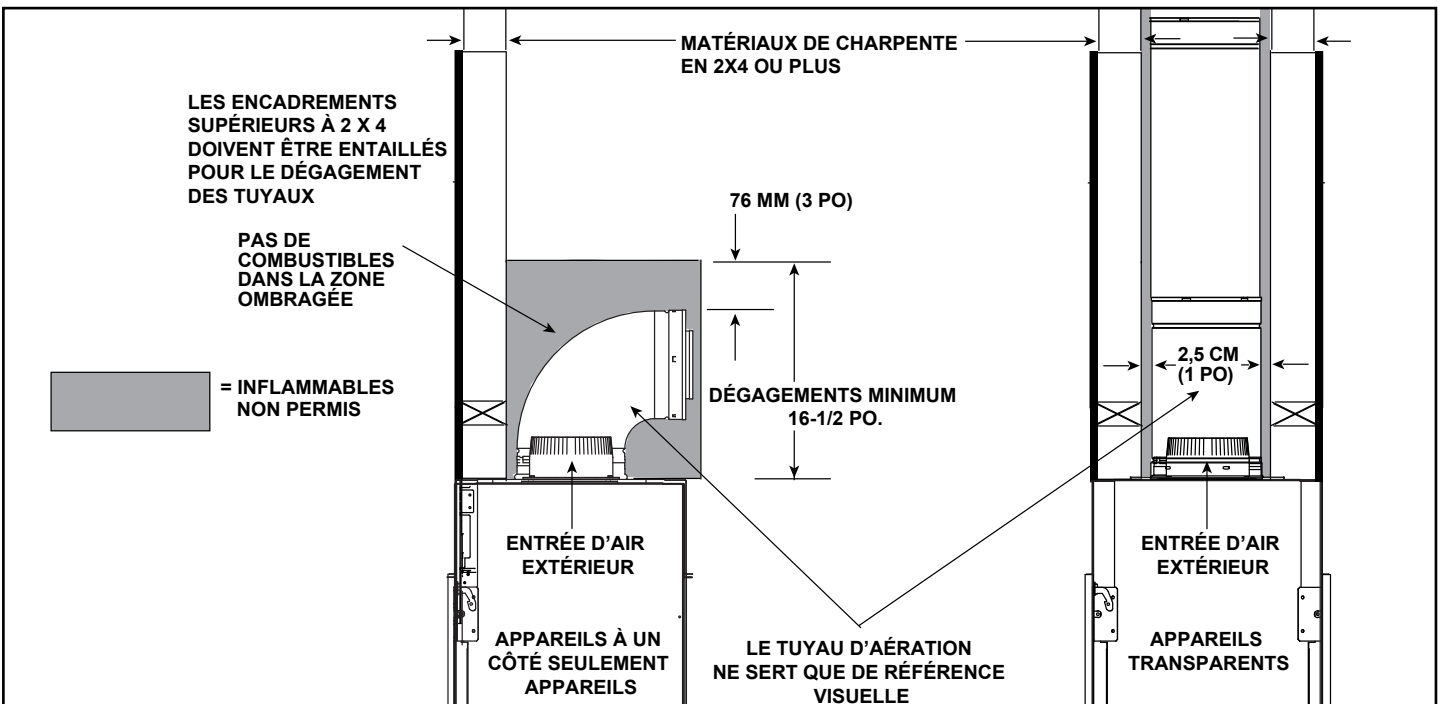 MATÉRIAUX DE CHARPENTE
EN 2X4 OU PLUS
LES ENCADREMENTS
SUPÉRIEURS À 2 X 4
DOIVENT ÊTRE ENTAILLÉS
POUR LE DÉGAGEMENT
DES TUYAUX
76 MM (3 PO)
PAS DE
COMBUSTIBLES
DANS LA ZONE
OMBRAGÉE
2,5 CM
(1 PO)
= INFLAMMABLES
NON PERMIS
DÉGAGEMENTS MINIMUM
16-1/2 PO.
ENTRÉE D’AIR
EXTÉRIEUR
ENTRÉE D’AIR
EXTÉRIEUR
APPAREILS À UN
CÔTÉ SEULEMENT
APPAREILS
LE TUYAU D’AÉRATION
NE SERT QUE DE RÉFÉRENCE
VISUELLE
APPAREILS
TRANSPARENTS